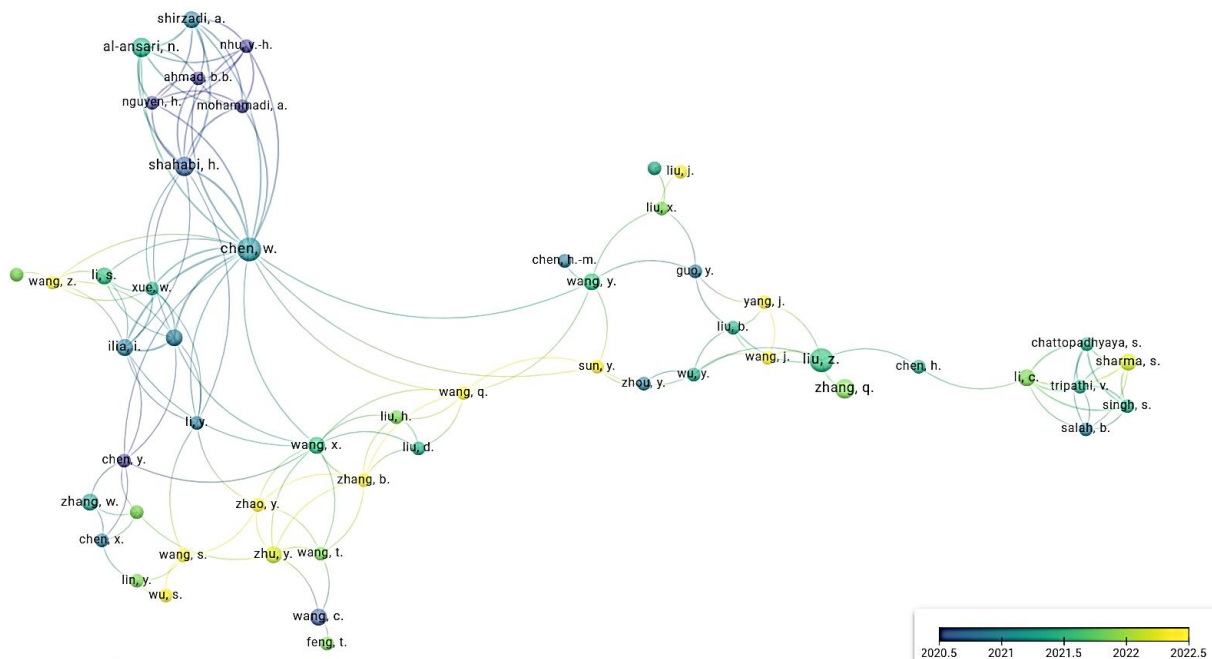 shirzadi, a.
al-ansari, n.
nhu, y.-h.
ahmad, b.b.
nguyen, h.
mohammadi, a.
shahabi, h.
liu, j.
liu, x.
chen, w.
chen, h.-m.
wang, y.
guo, y.
wang, z.
li, s.
xue, w.
yang, j.
liu, b.
ilia, i.
wang, j.
liu, z.
chattopadhyaya, s.
sharma, s.
sun, y.
chen, h.
zhou, y.
wu, y.
zhang, q.
li, c.
tripathi, v.
singh, s.
salah, b.
wang, q.
li, y.
liu, h.
wang, x.
liu, d.
chen, y.
zhang, b.
zhang, w.
zhao, y.
chen, x.
wang, s.
zhu, y.
wang, t.
lin, y.
wu, s.
wang, c.
feng, t.
2020.5 2021 2021.5 2022 2022.5